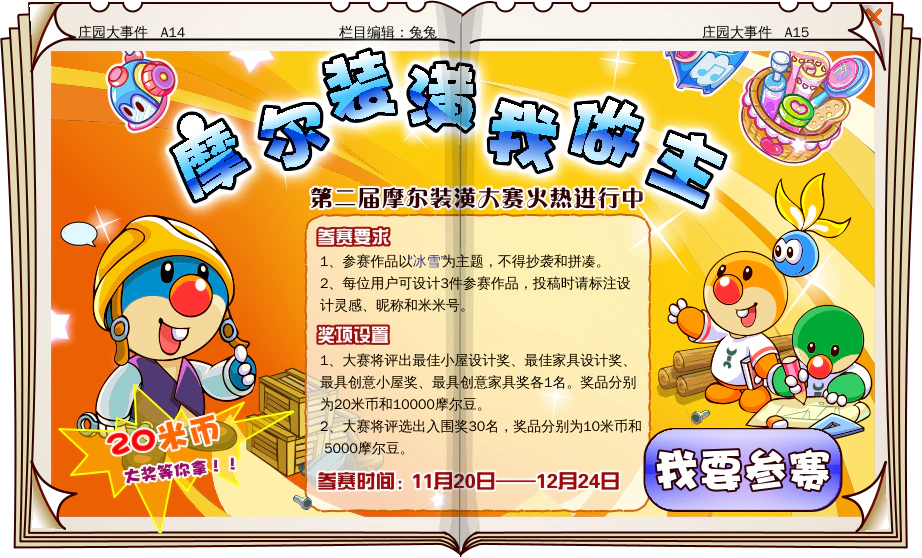 庄园大事件 A14
栏目编辑：兔兔
庄园大事件 A15
摩尔装潢我做主
第二届摩尔装潢大赛火热进行中
参赛要求
1、参赛作品以'冰雪'为主题，不得抄袭和拼凑。
2、每位用户可设计3件参赛作品，投稿时请标注设
计灵感、昵称和米米号。
奖项设置
1、大赛将评出最佳小屋设计奖、最佳家具设计奖、
最具创意小屋奖、最具创意家具奖各1名。奖品分别
为20米币和10000摩尔豆。
2、大赛将评选出入围奖30名，奖品分别为10米币和
5000摩尔豆。
参赛时间：11月20日——12月24日
20米币
大奖等你拿！！
我要参赛